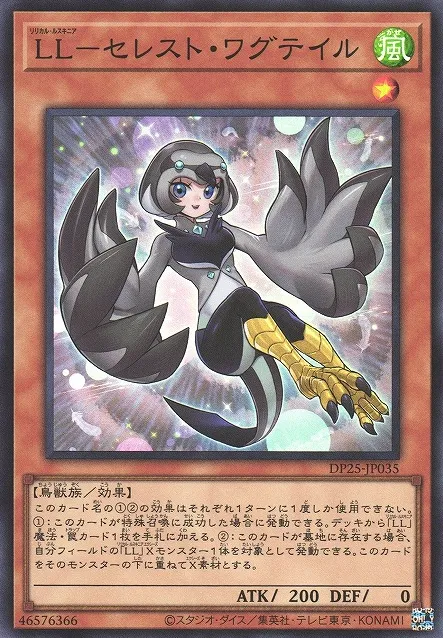 リリカル・ルスキニア
LL－セレスト・ワグテイル
かぜ
風
DP25-JP035
【鳥獣族／効果】
このカード名の①②の効果はそれぞれ１ターンに１度しか使用できない。
①：このカードが特殊召喚に成功した場合に発動できる。デッキから「LL」
魔法・罠カード１枚を手札に加える。②：このカードが墓地に存在する場合、
自分フィールドの「LL」Xモンスター１体を対象として発動できる。このカード
をそのモンスターの下に重ねてX素材とする。
ATK/ 200 DEF/ 0
46576366 ©スタジオ・ダイス／集英社・テレビ東京・KONAMI